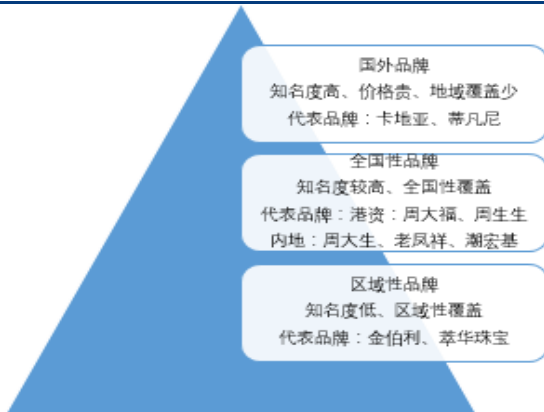 国外品牌
知名度高、价格贵、地域覆盖少
代表品牌：卡地亚、蒂凡尼
全国性品牌
知名度较高、全国性覆盖
代表品牌：港资：周大福、周生生
内地：周大生、老凤祥、潮宏基
区域性品牌
知名度低、区域性覆盖
代表品牌：金伯利、萃华珠宝